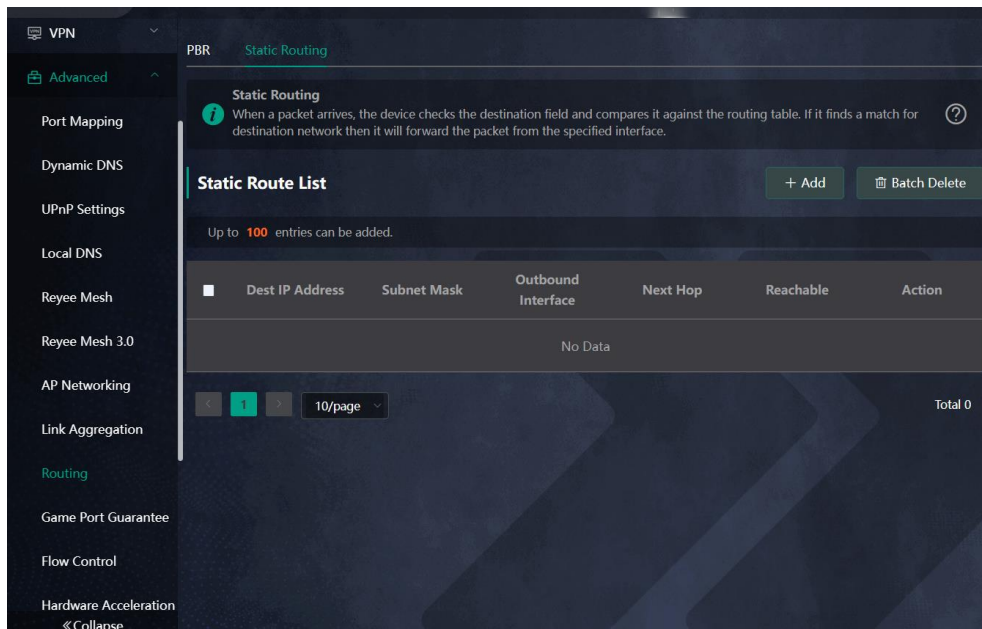 VPN
Advanced
Port Mapping
Dynamic DNS
UPnP Settings
Local DNS
Reyee Mesh
Reyee Mesh 3.0
AP Networking
Link Aggregation
Routing
Game Port Guarantee
Flow Control
Hardware Acceleration
≪Collapse
PBR Static Routing
Static Routing
When a packet arrives, the device checks the destination field and compares it against the routing table. If it finds a match for
destination network then it will forward the packet from the specified interface.
Static Route List
+ Add Batch Delete
Up to 100 entries can be added.
Dest IP Address Subnet Mask Outbound Interface Next Hop Reachable Action
No Data
< 1 > 10/page Total 0